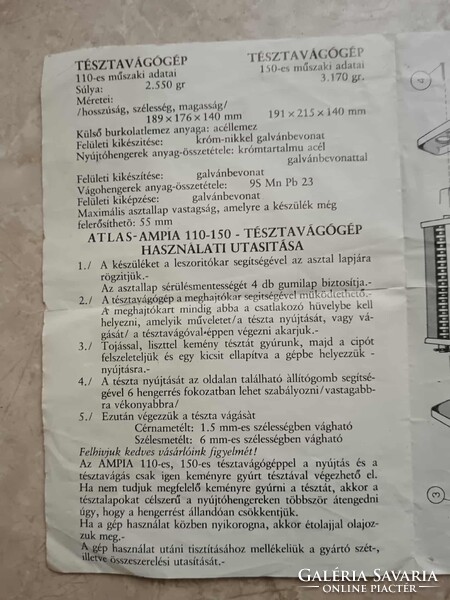 TÉSZTAVÁGÓGÉP
110-es műszaki adatai
TÉSZTAVÁGÓGÉP
150-es műszaki adatai
Súlya: 2.550 gr
3.170 gr.
Méretei:
/hosszúság, szélesség, magasság/
189×176×140 mm 191×215×140 mm
Külső burkolatlemez anyaga: acéllemez
Felületi kikészítése: króm-nikkel galvánbevonat
Nyújtóhengerek anyag-összetétele: krómtartalmu acél
galvánbevonattal
Felületi kikészítése: galvánbevonat
Vágohengerek anyag-összetétele: 9S Mn Pb 23
Felületi kiképzése: galvánbevonat
Maximális asztallap vastagság, amelyre a készülék még
felerősíthető: 55 mm
ATLAS-AMPIA 110-150 - TÉSZTAVÁGÓGÉP
HASZNÁLATI UTASITÁSA
1./ A készüléket a leszoritókar segítségével az asztal lapjára
rögzitjük.-
Az asztallap sérülésmentességét 4 db gumilap biztosítja.-
2./ A tésztavágógép a meghajtókar segítségével működtethető.-
A meghajtókart mindig abba a csatlakozó hüvelybe kell
helyezni, amelyik műveletet/a tészta nyújtását, vagy vá-
gását/ a tésztavágóval-éppen végezni akarjuk.-
3./ Tojással, liszttel kemény tésztát gyúrunk, majd a cipót
felszeleteljük és egy kicsit ellapítva a gépbe helyezzük -
nyújtásra.-
4./ A tészta nyújtását az oldalan található állitógomb segitsé-
gével 6 hengerrés fokozatban lehet szabályozni/vastagabb-
ra vékonyabbra/
5./ Ezután végezzük a tészta vágását
Cérnametélt: 1.5 mm-es szélességben vágható
Szélesmetélt: 6 mm-es szélességben vágható
Felhivjuk kedves vásárlóink figyelmét!
Az AMPIA 110-es, 150-es tésztavágógéppel a nyújtás és a
tésztavágás csak igen keményre gyúrt tésztával végezhető el.
Ha nem tudjuk megfelelő keményre gyúrni a tésztát, akkor a
tésztalapokat célszerű a nyujtóhengereken többször átengedni
úgy, hogy a hengerrést állandóan csökkentjük.
Ha a gép használat közben nyikorogna, akkor étolajjal olajoz-
zuk meg.-
A gép használat utáni tisztításához mellékeljük a gyártó szét-,
illetve összeszerelési utasitását.-
4
3
GALÉRIA SAVARIA
ONLINE PIACTÉR